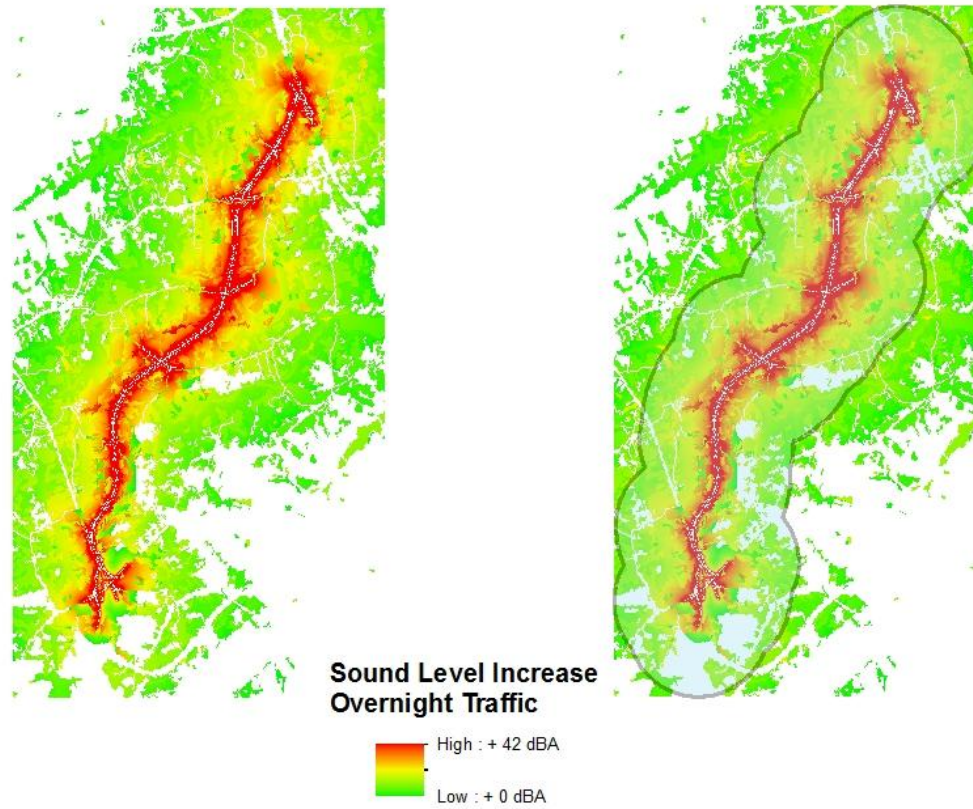 Sound Level Increase
Overnight Traffic
High : + 42 dBA
Low : + 0 dBA